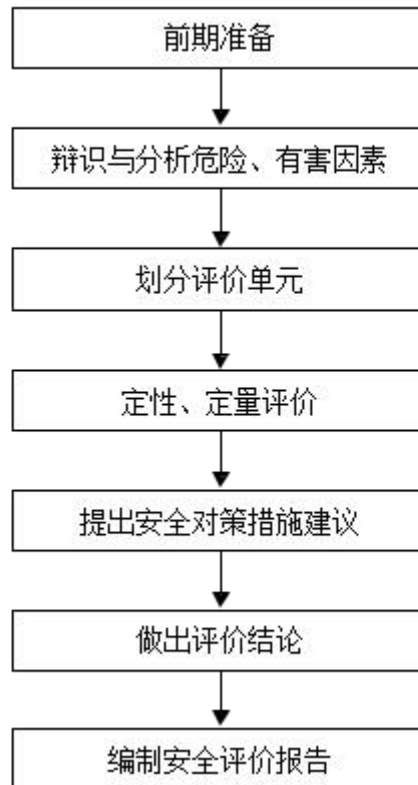 前期准备
辩识与分析危险、有害因素
划分评价单元
定性、定量评价
提出安全对策措施建议
做出评价结论
编制安全评价报告